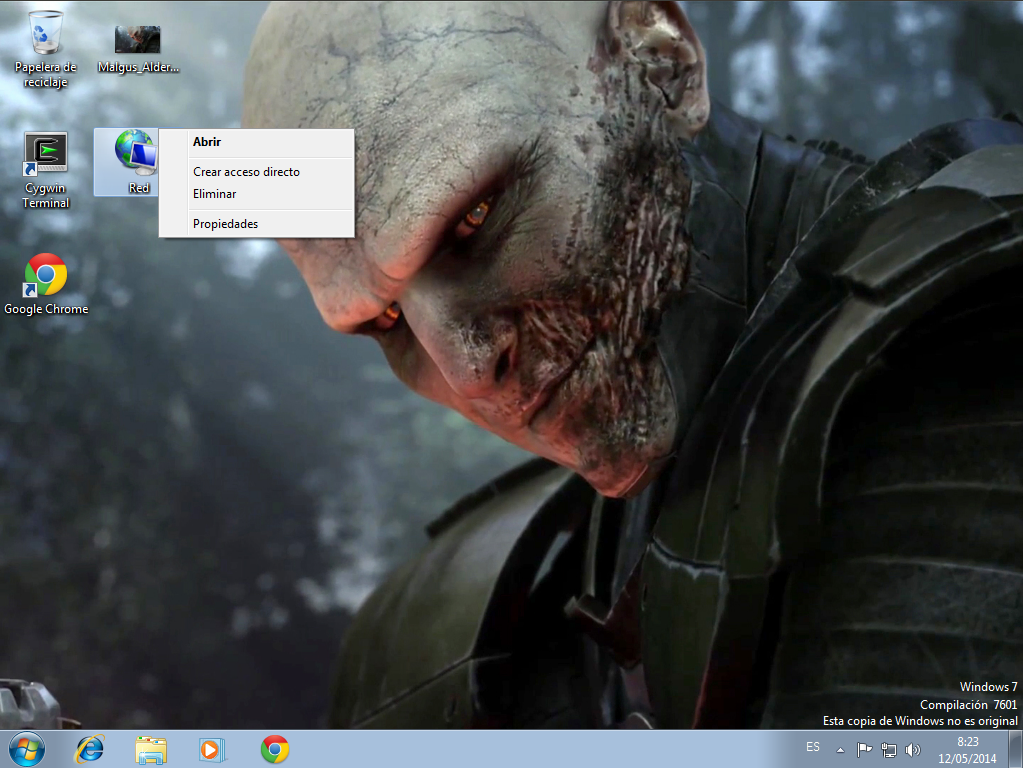 Papelera de
reciclaje
Malgus_Alder...
Cygwin
Terminal
Red
Abrir
Crear acceso directo
Eliminar
Propiedades
Google Chrome
Windows 7
Compilación 7601
Esta copia de Windows no es original
ES
8:23
12/05/2014